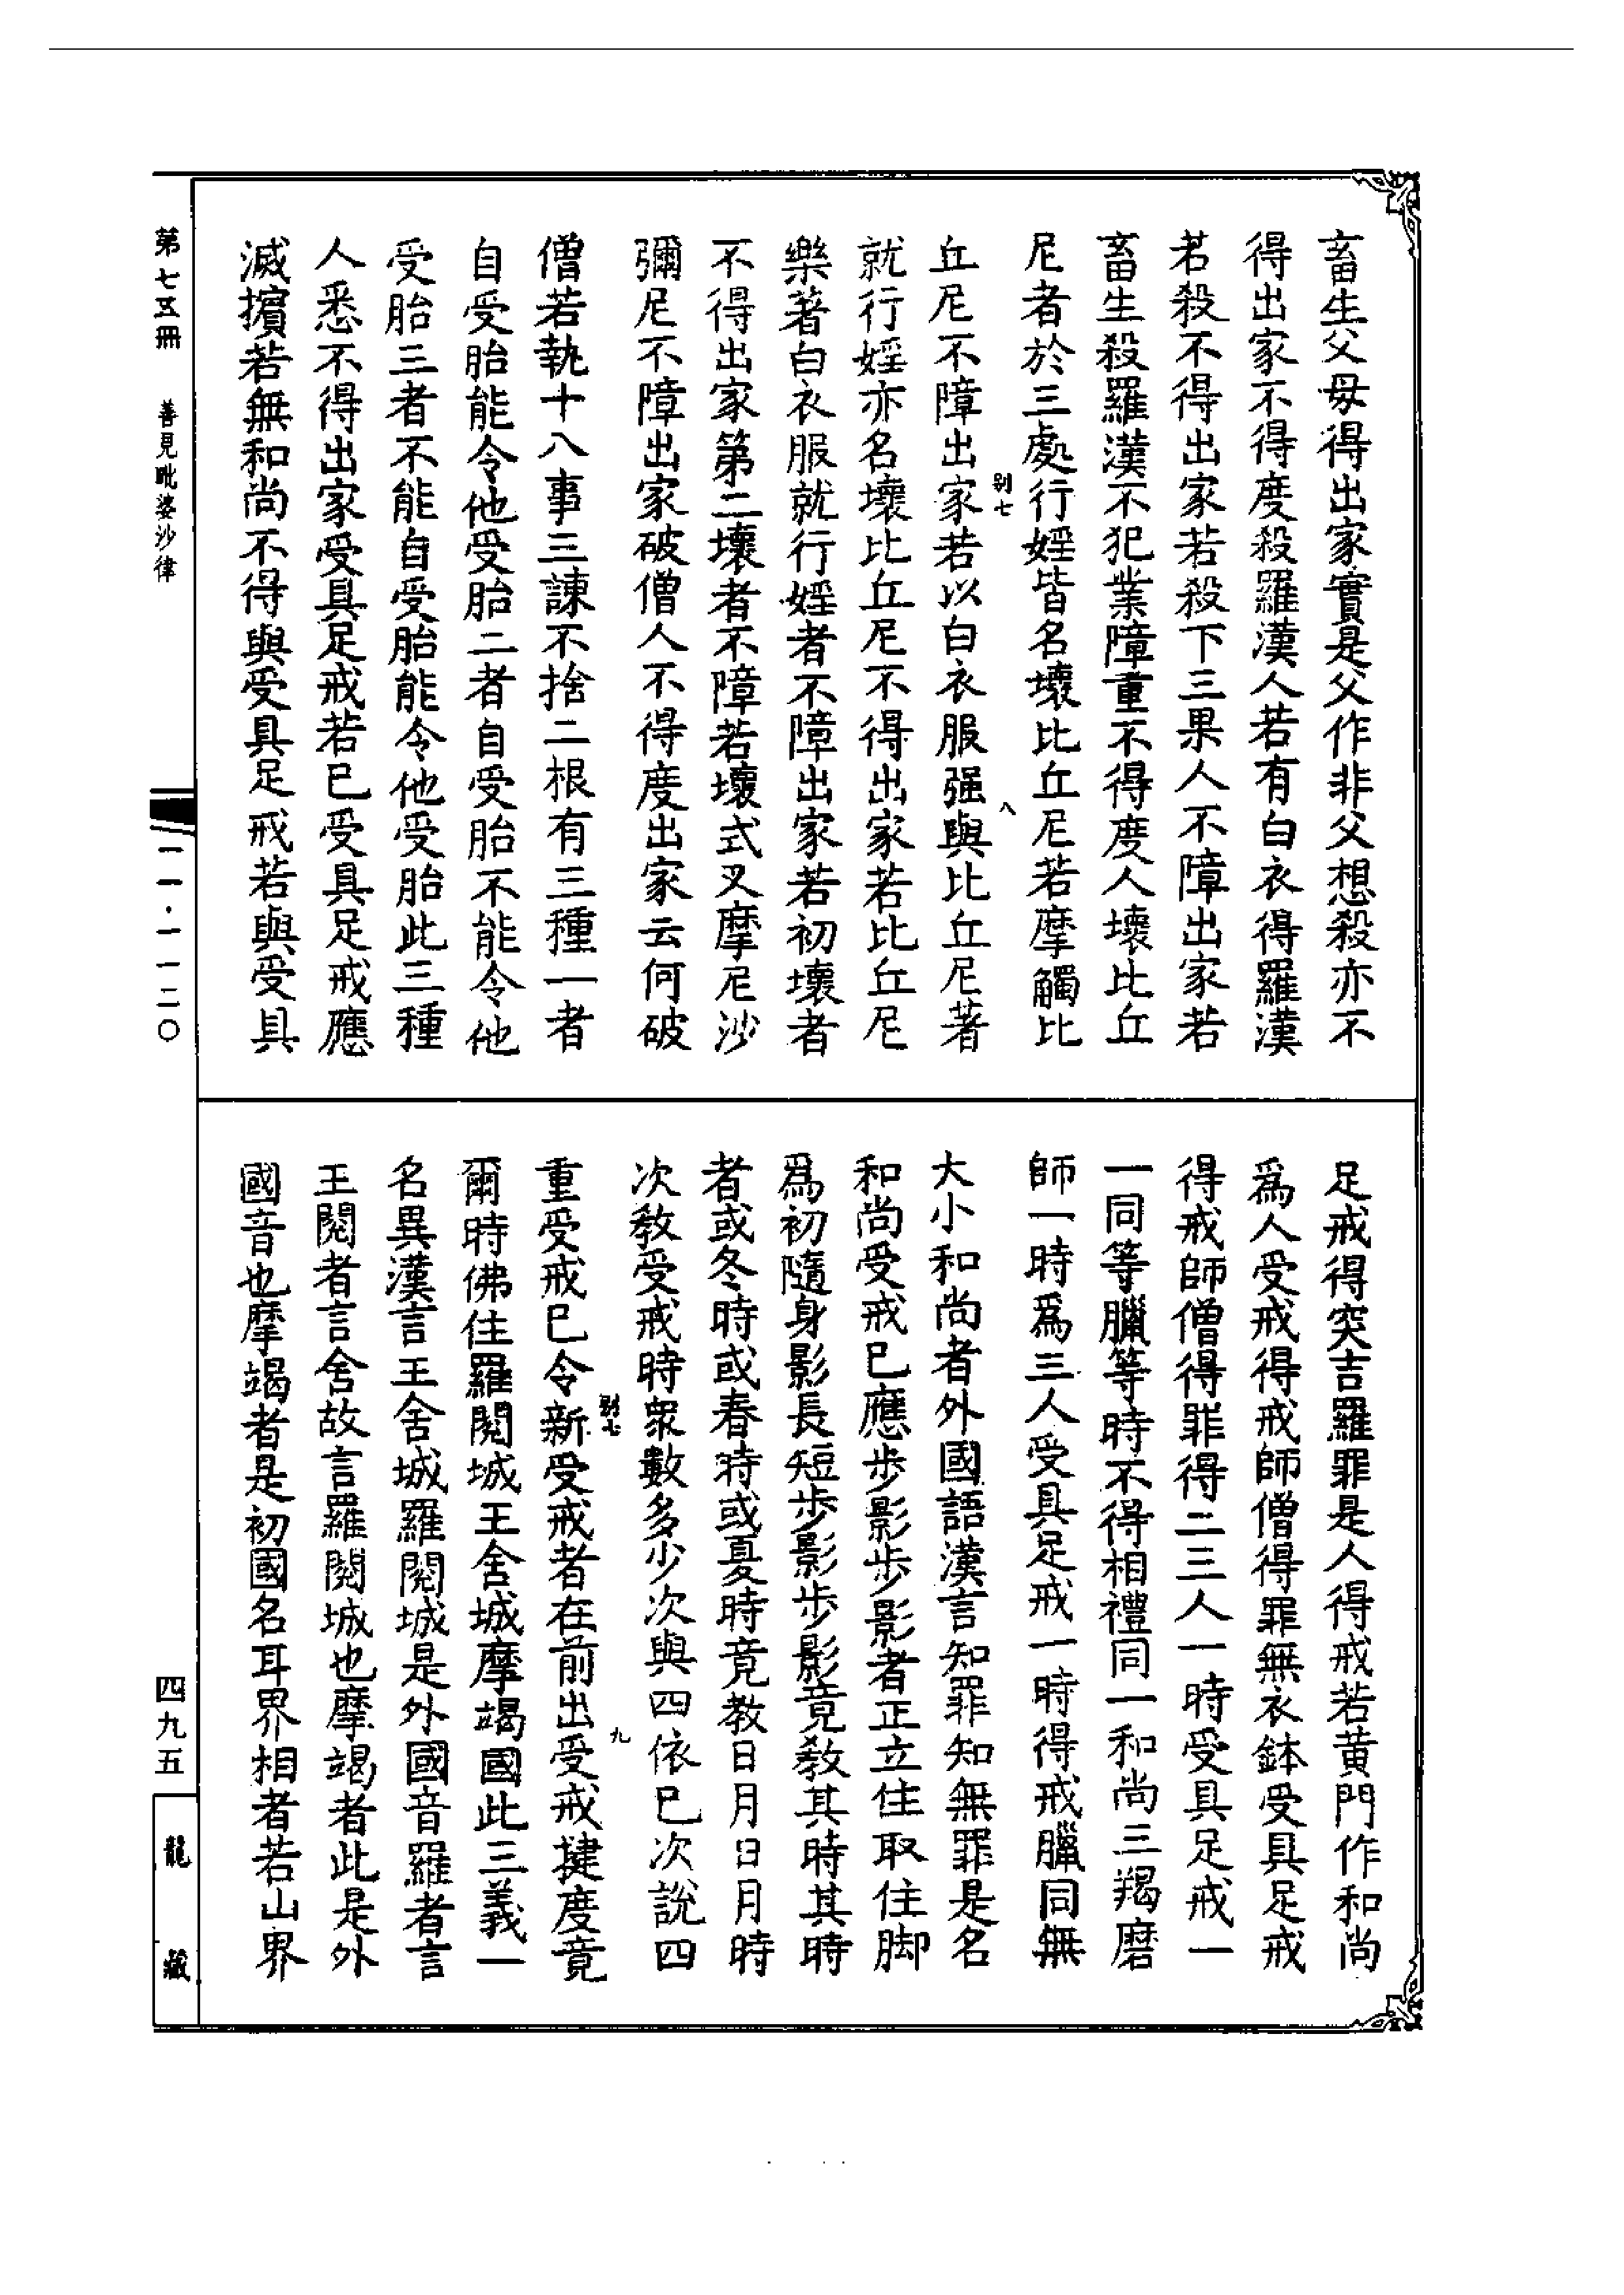 畜生父母得出家實是父作非父想殺亦不
得出家不得度殺羅漢人若有白衣得羅漢
若殺不得出家若殺下三果人不障出家若
畜生殺羅漢不犯業障重不得度人壞比丘
尼者於三處行婬皆名壞比丘尼若摩觸比
丘尼不障出家若以白衣服强與比丘尼著
就行婬亦名壞比丘尼不得出家若比丘尼
樂著白衣服就行婬者不障出家若初壞者
不得出家第二壞者不障若壞式叉摩尼沙
彌尼不障出家破僧人不得度出家云何破
僧若執十八事三諫不捨二根有三種一者
自受胎能令他受胎二者自受胎不能令他
受胎三者不能自受胎能令他受胎此三種
人悉不得出家受具足戒若已受具足戒應
滅擯若無和尚不得與受具足戒若與受具
別七
八
足戒得突吉羅罪是人得戒若黄門作和尚
爲人受戒得戒師僧得罪無衣鉢受具足戒
得戒師僧得罪得二三人一時受具足戒一
一同等臘等時不得相禮同一和尚三羯磨
師一時爲三人受具足戒一時得戒臘同無
大小和尚者外國語漢言知罪知無罪是名
和尚受戒已應步影步影者正立住取住脚
爲初隨身影長短步影步影竟教其時其時
者或冬時或春時或夏時竟教日月日月時
次教受戒時衆數多少次與四依已次說四
重受戒已令新受戒者在前出受戒揵度竟
爾時佛住羅閱城王舍城摩竭國此三義一
名異漢言王舍城羅閱城是外國音羅者言
王閱者言舍故言羅閱城也摩竭者此是外
國音也摩竭者是初國名耳界相者若山界
別七
九
第七五冊
善見毗婆沙律
一一一·一一二〇
四九五
龍藏